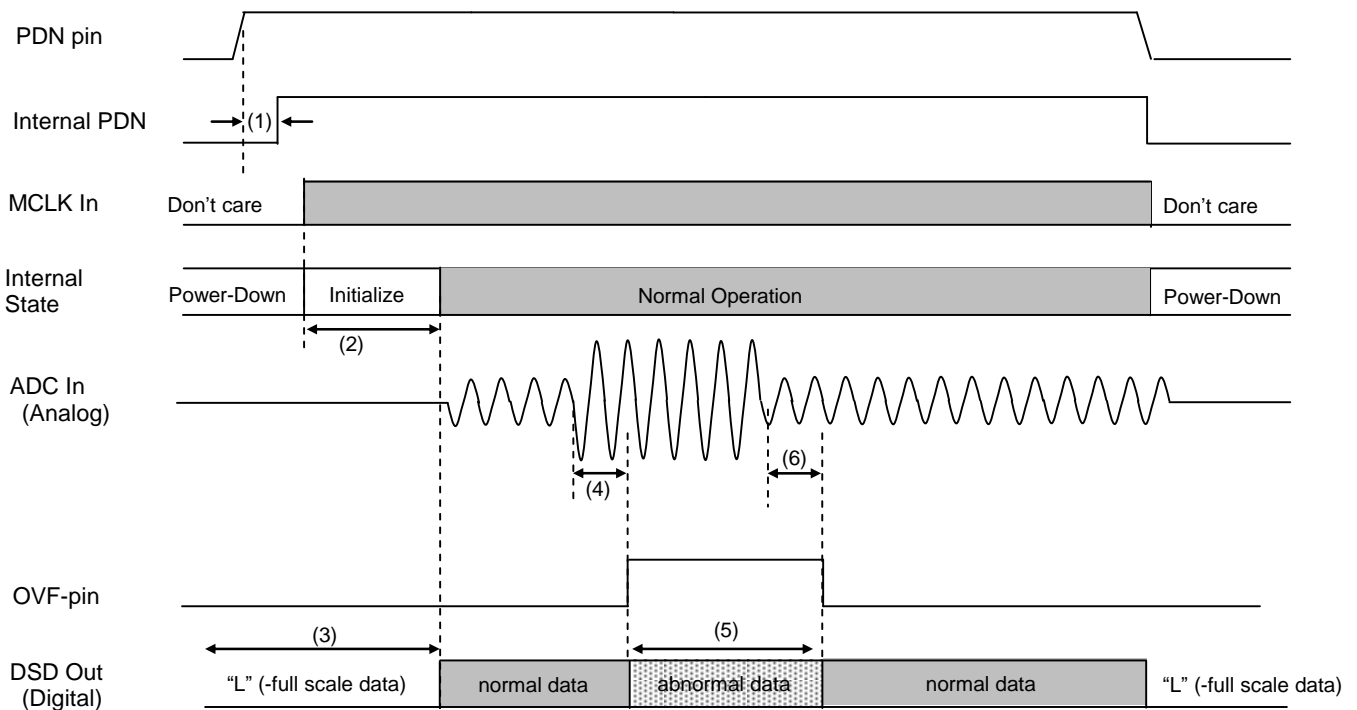 PDN pin
Internal PDN
(1)
MCLK In
Don’t care
Don’t care
Internal
State
Power-Down
Initialize
Normal Operation
Power-Down
(2)
ADC In
(Analog)
(4)
(6)
OVF-pin
(3)
(5)
DSD Out
(Digital)
“L” (-full scale data)
normal data
abnormal data
normal data
“L” (-full scale data)